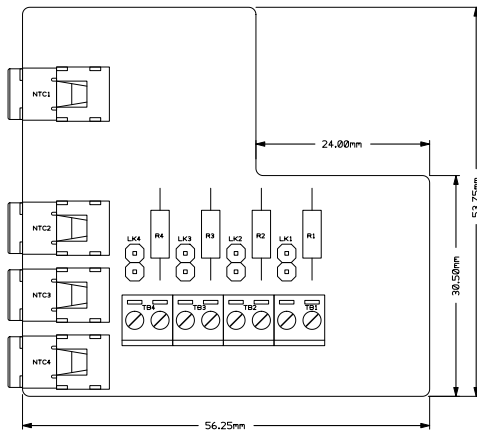 NTC1
24.00mm
53.75mm
NTC2
LK4 R4 LK3 R3 LK2 R2 LK1 R1
30.50mm
NTC3
TB4 TB3 TB2 TB1
NTC4
56.25mm